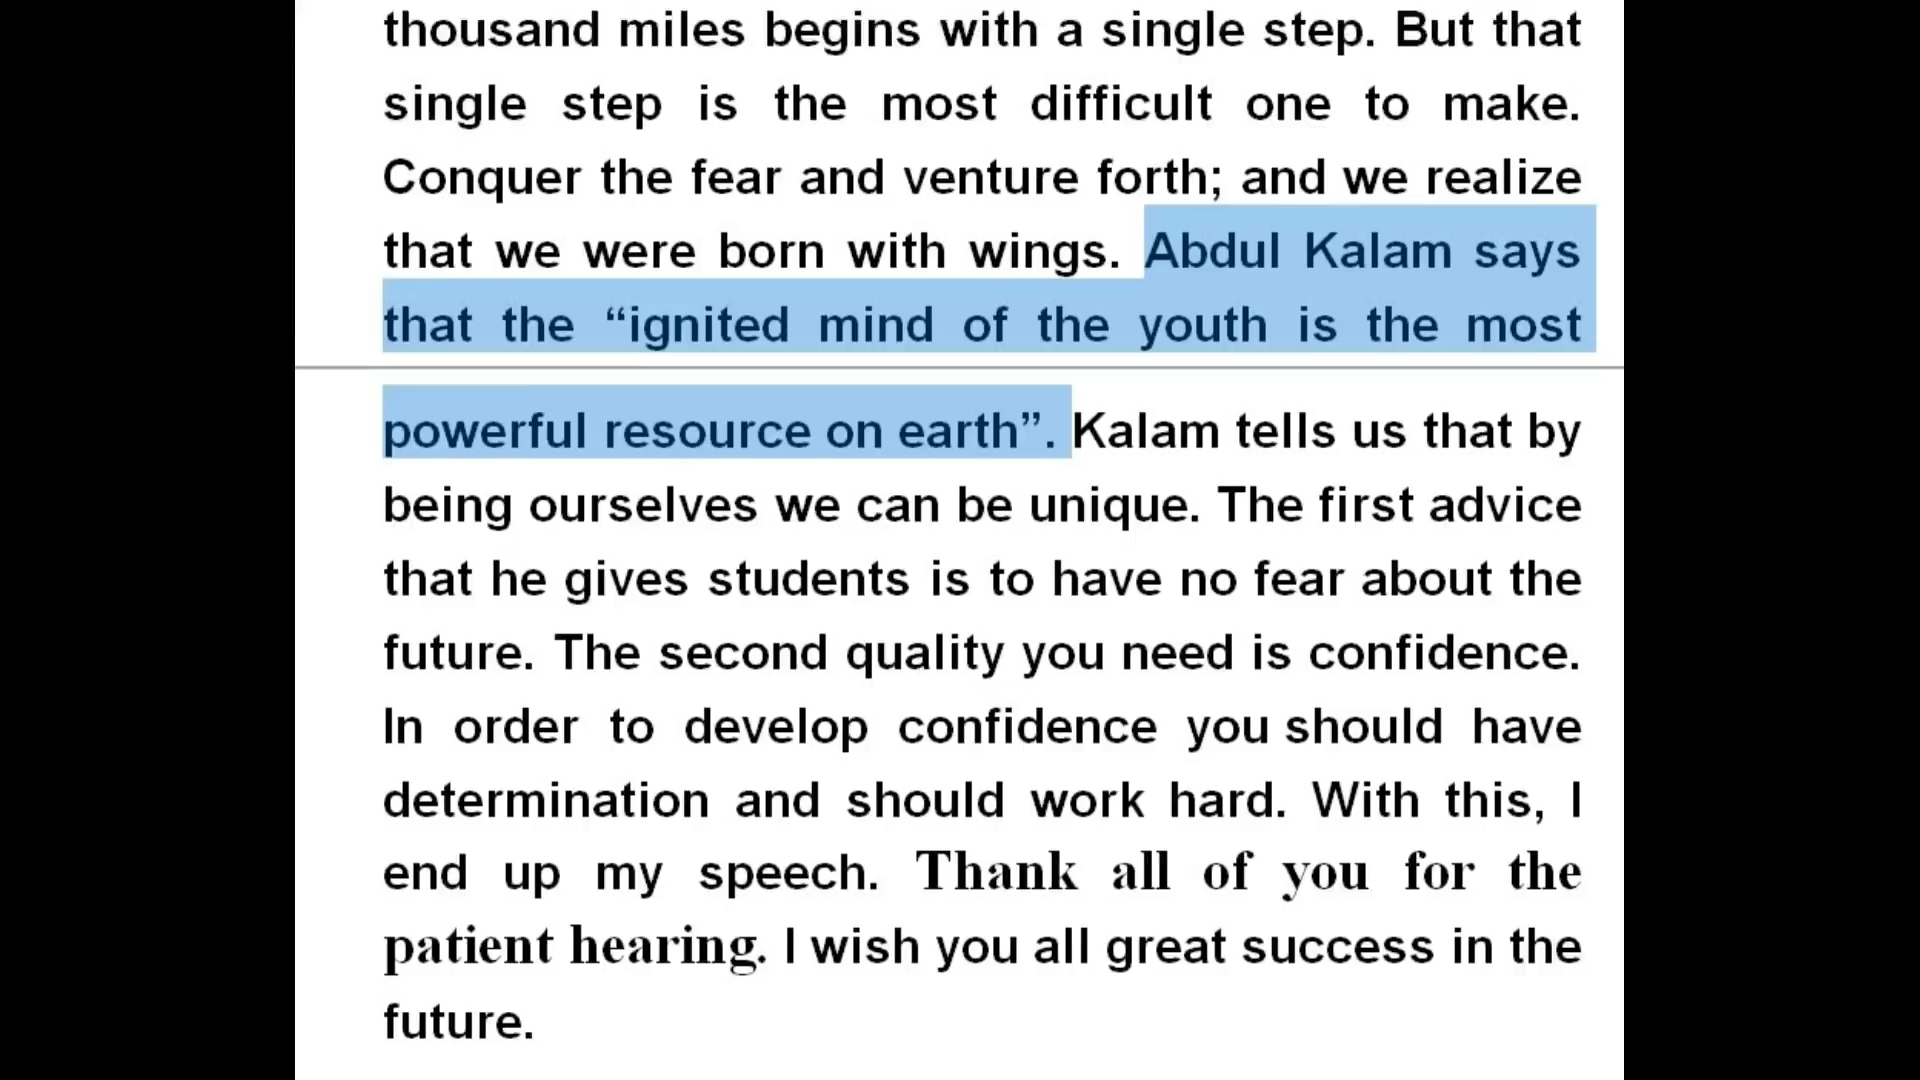 thousand miles begins with a single step. But that
single step is the most difficult one to make.
Conquer the fear and venture forth; and we realize
that we were born with wings. Abdul Kalam says
that the “ignited mind of the youth is the most
powerful resource on earth”. Kalam tells us that by
being ourselves we can be unique. The first advice
that he gives students is to have no fear about the
future. The second quality you need is confidence.
In order to develop confidence you should have
determination and should work hard. With this, I
end up my speech. Thank all of you for the
patient hearing. I wish you all great success in the
future.